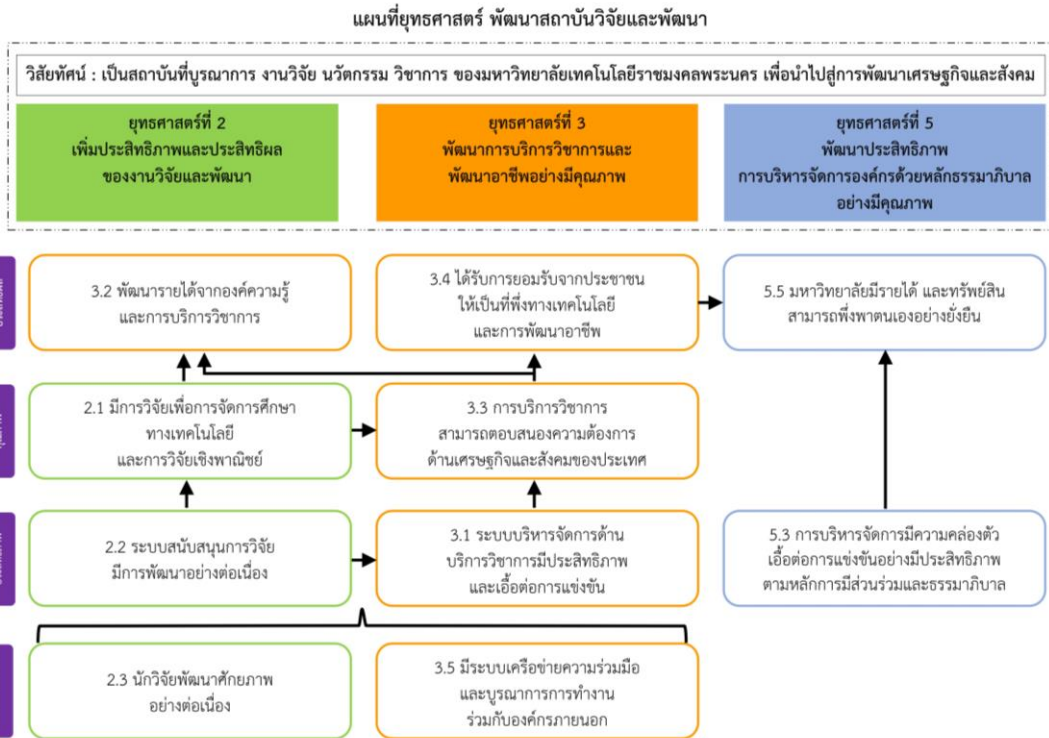 แผนที่ยุทธศาสตร์ พัฒนาสถาบันวิจัยและพัฒนา
วิสัยทัศน์ : เป็นสถาบันที่บูรณาการ งานวิจัย นวัตกรรม วิชาการ ของมหาวิทยาลัยเทคโนโลยีราชมงคลพระนคร เพื่อนำไปสู่การพัฒนาเศรษฐกิจและสังคม
ยุทธศาสตร์ที่ 2
เพิ่มประสิทธิภาพและประสิทธิผล
ของงานวิจัยและพัฒนา
ยุทธศาสตร์ที่ 3
พัฒนาการบริการวิชาการและ
พัฒนาอาชีพอย่างมีคุณภาพ
ยุทธศาสตร์ที่ 5
พัฒนาประสิทธิภาพ
การบริหารจัดการองค์กรด้วยหลักธรรมาภิบาล
อย่างมีคุณภาพ
3.2 พัฒนารายได้จากองค์ความรู้
และการบริการวิชาการ
3.4 ได้รับการยอมรับจากประชาชน
ให้เป็นที่พึ่งทางเทคโนโลยี
และการพัฒนาอาชีพ
5.5 มหาวิทยาลัยมีรายได้ และทรัพย์สิน
สามารถพึ่งพาตนเองอย่างยั่งยืน
2.1 มีการวิจัยเพื่อการจัดการศึกษา
ทางเทคโนโลยี
และการวิจัยเชิงพาณิชย์
3.3 การบริการวิชาการ
สามารถตอบสนองความต้องการ
ด้านเศรษฐกิจและสังคมของประเทศ
2.2 ระบบสนับสนุนการวิจัย
มีการพัฒนาอย่างต่อเนื่อง
3.1 ระบบบริหารจัดการด้าน
บริการวิชาการมีประสิทธิภาพ
และเอื้อต่อการแข่งขัน
5.3 การบริหารจัดการมีความคล่องตัว
เอื้อต่อการแข่งขันอย่างมีประสิทธิภาพ
ตามหลักการมีส่วนร่วมและธรรมาภิบาล
2.3 นักวิจัยพัฒนาศักยภาพ
อย่างต่อเนื่อง
3.5 มีระบบเครือข่ายความร่วมมือ
และบูรณาการการทำงาน
ร่วมกับองค์กรภายนอก